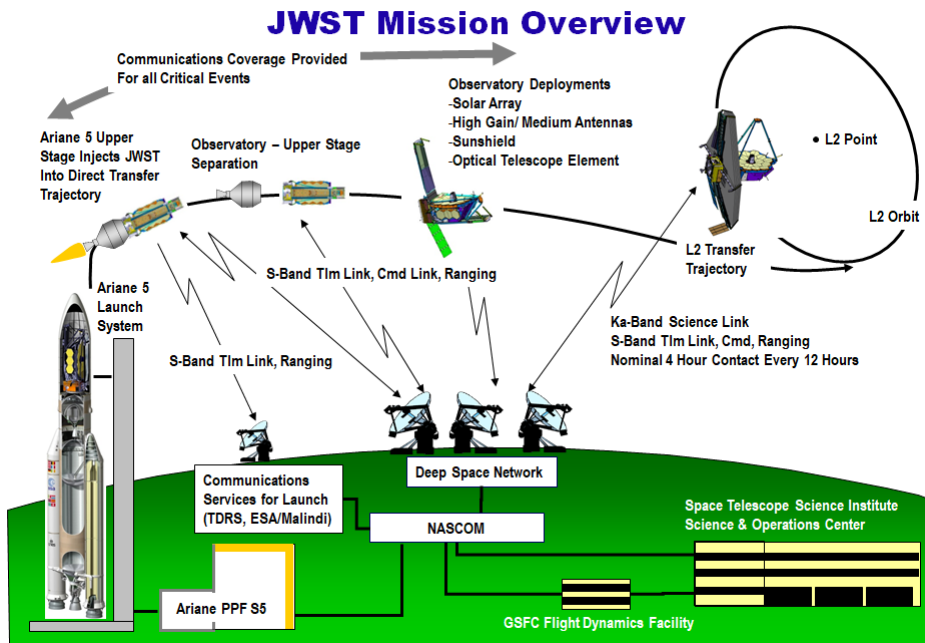 JWST Mission Overview
Communications Coverage Provided
For all Critical Events
Ariane 5 Upper
Stage Injects JWST
Into Direct Transfer
Trajectory
Observatory – Upper Stage
Separation
Observatory Deployments
-Solar Array
-High Gain/ Medium Antennas
-Sunshield
-Optical Telescope Element
L2 Point
L2 Orbit
L2 Transfer
Trajectory
Ariane 5
Launch
System
S-Band Tlm Link, Cmd Link, Ranging
S-Band Tlm Link, Ranging
Ka-Band Science Link
S-Band Tlm Link, Cmd, Ranging
Nominal 4 Hour Contact Every 12 Hours
Communications
Services for Launch
(TDRS, ESA/Malindi)
Deep Space Network
NASCOM
Space Telescope Science Institute
Science & Operations Center
Ariane PPF S5
GSFC Flight Dynamics Facility